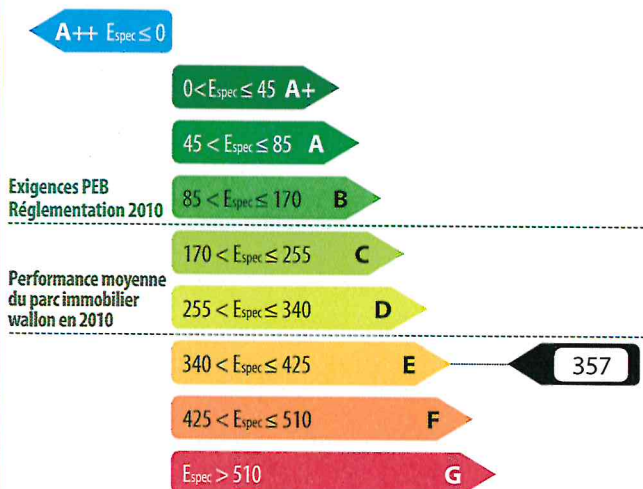 A++ Espec ≤ 0
0 < Espec ≤ 45 A+
45 < Espec ≤ 85 A
Exigences PEB
Réglementation 2010
85 < Espec ≤ 170 B
170 < Espec ≤ 255 C
Performance moyenne
du parc immobilier
wallon en 2010
255 < Espec ≤ 340 D
340 < Espec ≤ 425 E
357
425 < Espec ≤ 510 F
Espec > 510 G